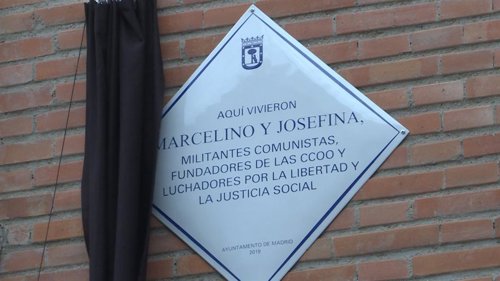 AQUÍ VIVIERON
MARCELINO Y JOSEFINA,
MILITANTES COMUNISTAS,
FUNDADORES DE LAS CCOO Y
LUCHADORES POR LA LIBERTAD Y
LA JUSTICIA SOCIAL
AYUNTAMIENTO DE MADRID
2019